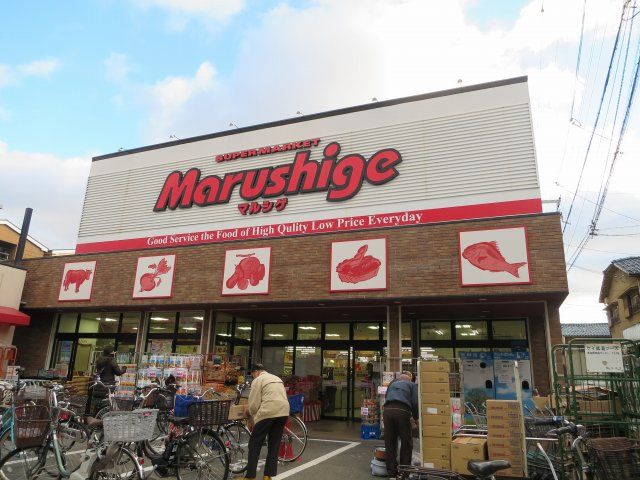 SUPER MARKET
Marushige
マルシゲ
Good Service the Food of High Qulity Low Price Everyday